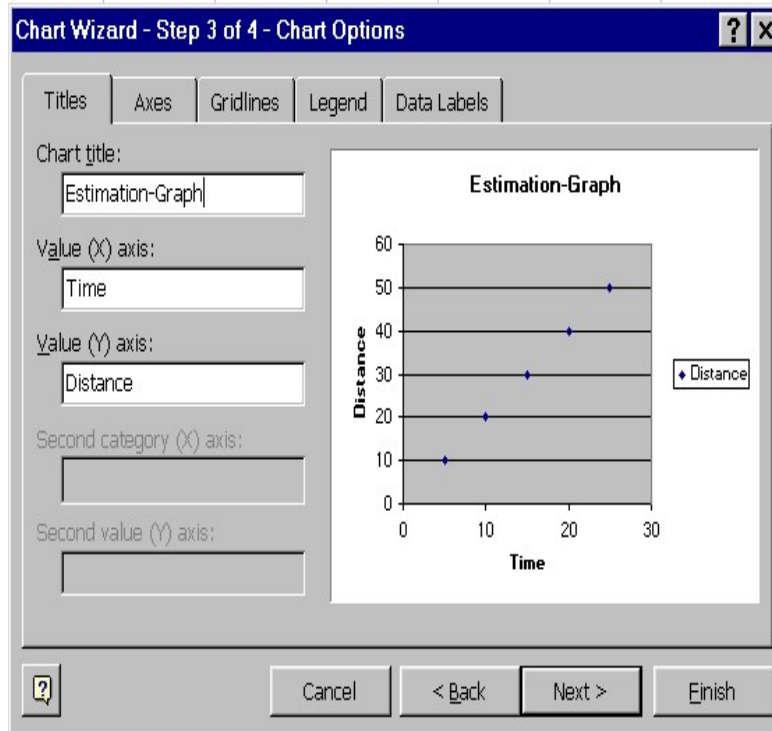 Chart Wizard - Step 3 of 4 - Chart Options
? X
Titles Axes Gridlines Legend Data Labels
Chart title:
Estimation-Graph
Value (X) axis:
Time
Value (Y) axis:
Distance
Second category (X) axis:
Second value (Y) axis:
Estimation-Graph
60
50
40
30
20
10
0
Distance
0 10 20 30
Time
Distance
?
Cancel < Back Next > Finish